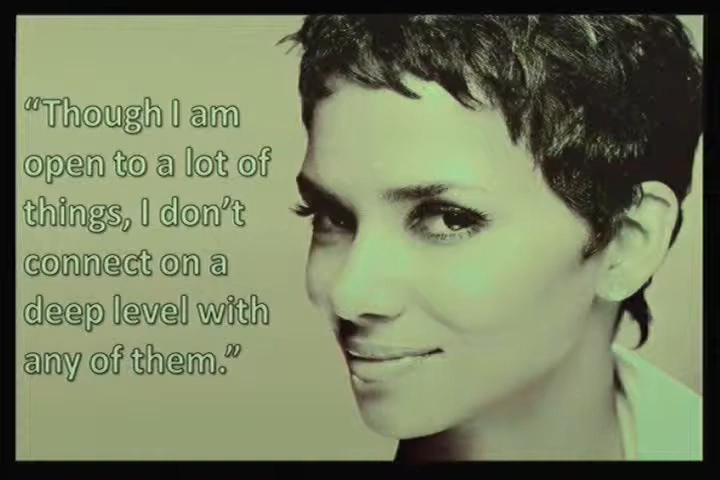 “Though I am
open to a lot of
things, I don’t
connect on a
deep level with
any of them.”